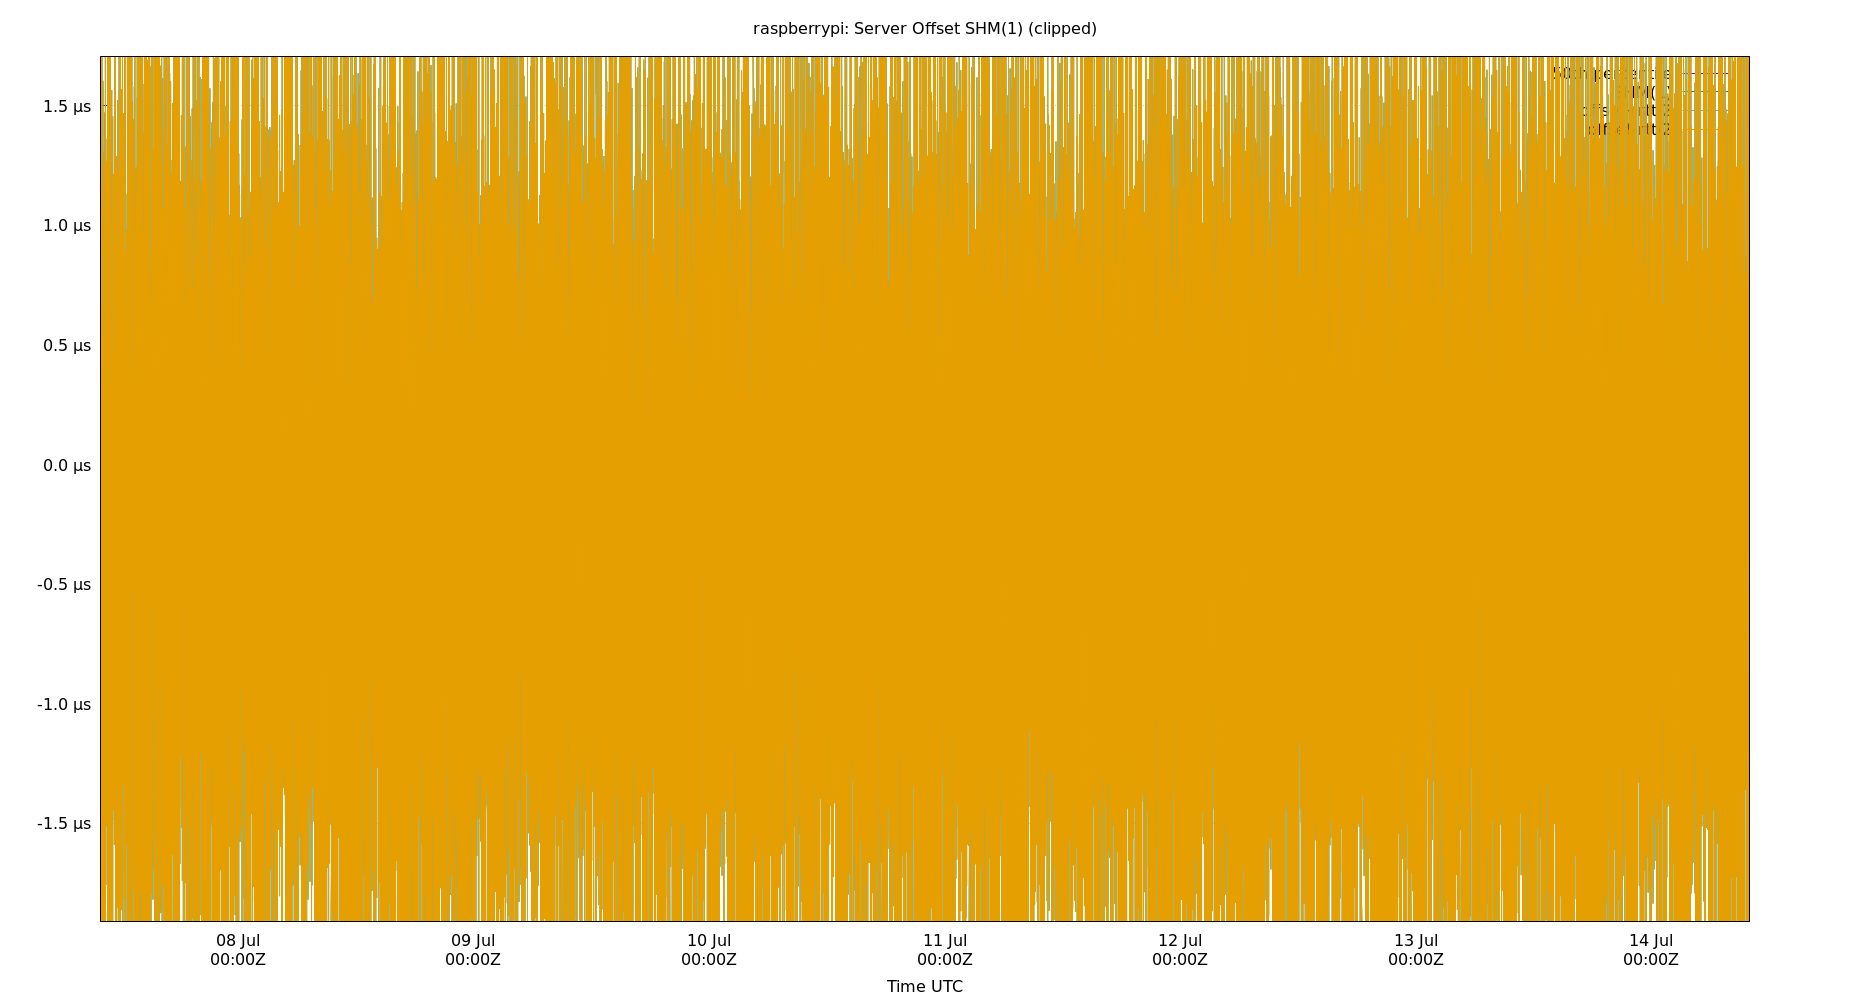 raspberrypi: Server Offset SHM(1) (clipped)
1.5 µs
1.0 µs
0.5 µs
0.0 µs
-0.5 µs
-1.0 µs
-1.5 µs
08 Jul 09 Jul 10 Jul 11 Jul 12 Jul 13 Jul 14 Jul
00:00Z 00:00Z 00:00Z 00:00Z 00:00Z 00:00Z 00:00Z
Time UTC